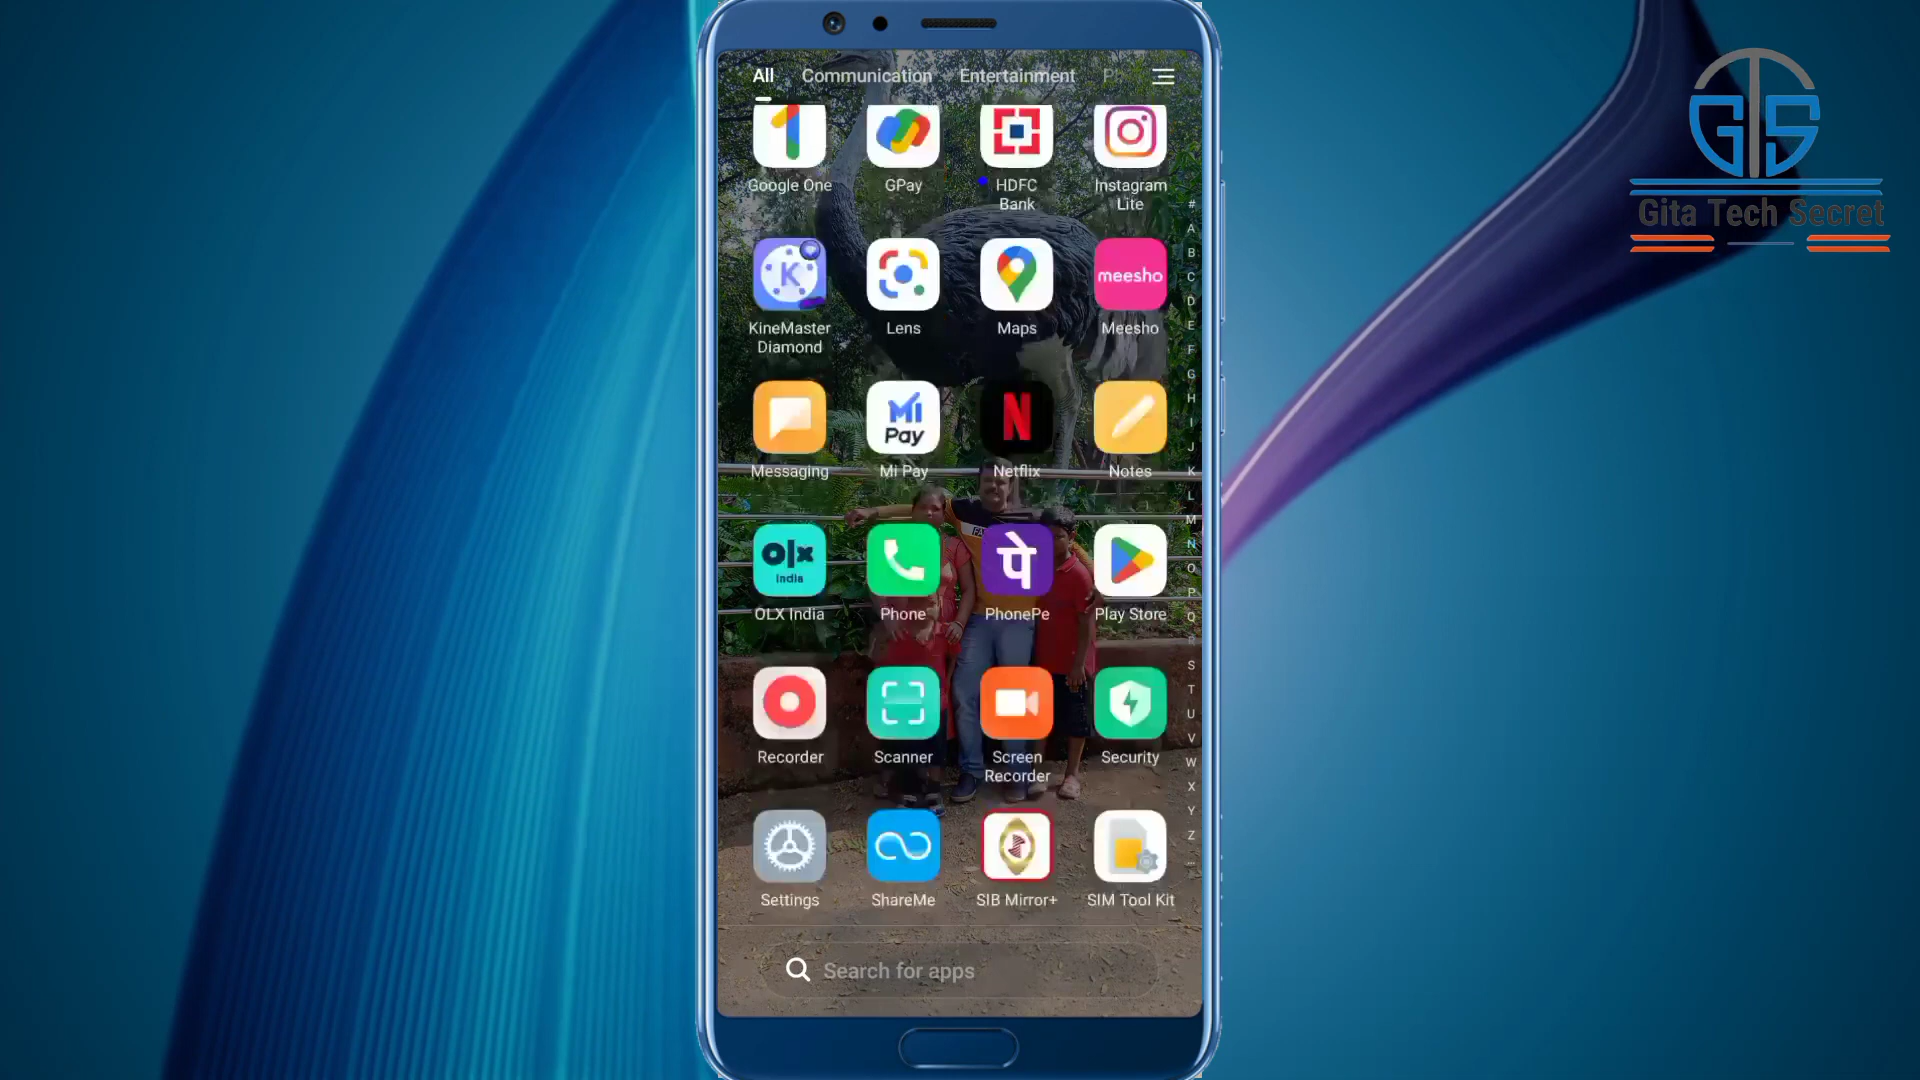 All Communication Entertainment
Google One GPay HDFC Bank Instagram Lite
KineMaster Diamond Lens Maps meesho Meesho
Mi Pay
Messaging Mi Pay Netflix Notes
olx india पे
OLX India Phone PhonePe Play Store
Recorder Scanner Screen Recorder Security
Settings ShareMe SIB Mirror+ SIM Tool Kit
Search for apps
#
A
B
C
D
E
F
G
H
I
J
K
L
M
N
O
P
Q
R
S
T
U
V
W
X
Y
Z
GTS
Gita Tech Secret